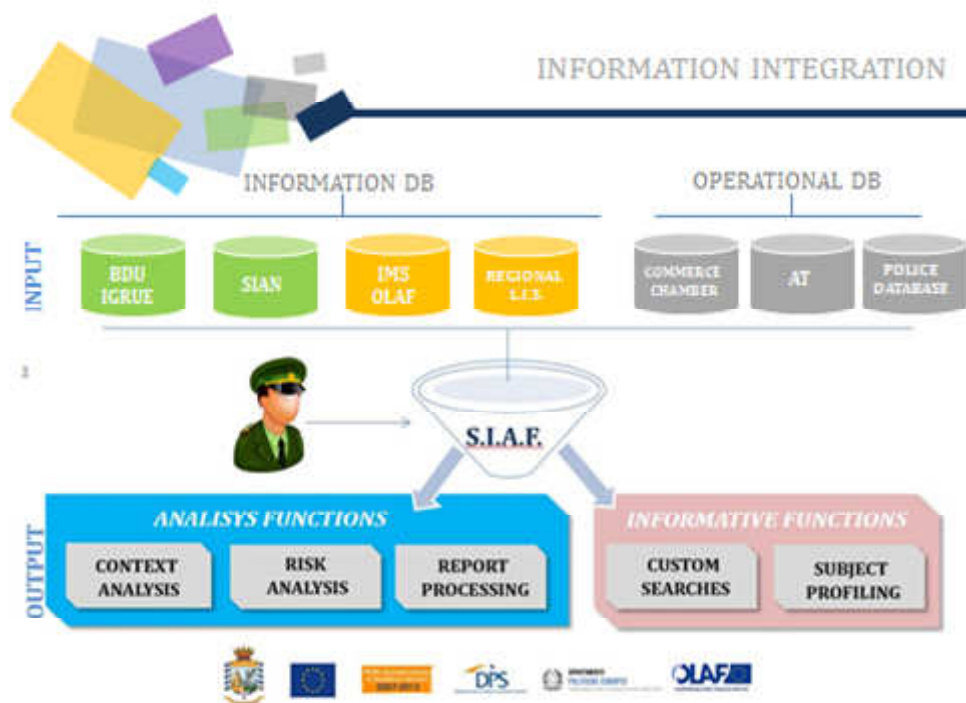 INFORMATION INTEGRATION
INFORMATION DB
OPERATIONAL DB
INPUT
BDU
IGRUE
SIAN
IMS
OLAF
REGIONAL
COMMERCE
CHAMBER
AT
POLICE
DATABASE
S.I.A.F.
OUTPUT
ANALISYS FUNCTIONS
CONTEXT
ANALYSIS
RISK
ANALYSIS
REPORT
PROCESSING
INFORMATIVE FUNCTIONS
CUSTOM
SEARCHES
SUBJECT
PROFILING
DPS
OLAF